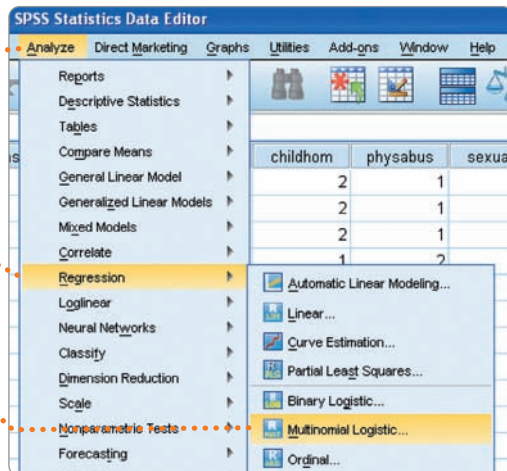 SPSS Statistics Data Editor
Analyze Direct Marketing Graphs Utilities Add-ons Window Help
Reports
Descriptive Statistics
Tables
Compare Means
General Linear Model
Generalized Linear Models
Mixed Models
Correlate
Regression
Loglinear
Neural Networks
Classify
Dimension Reduction
Scale
Nonparametric Tests
Forecasting
childhom physabus sexua
2 1
2 1
2 1
1 2
Automatic Linear Modeling...
Linear...
Curve Estimation...
Partial Least Squares...
Binary Logistic...
Multinomial Logistic...
Ordinal...